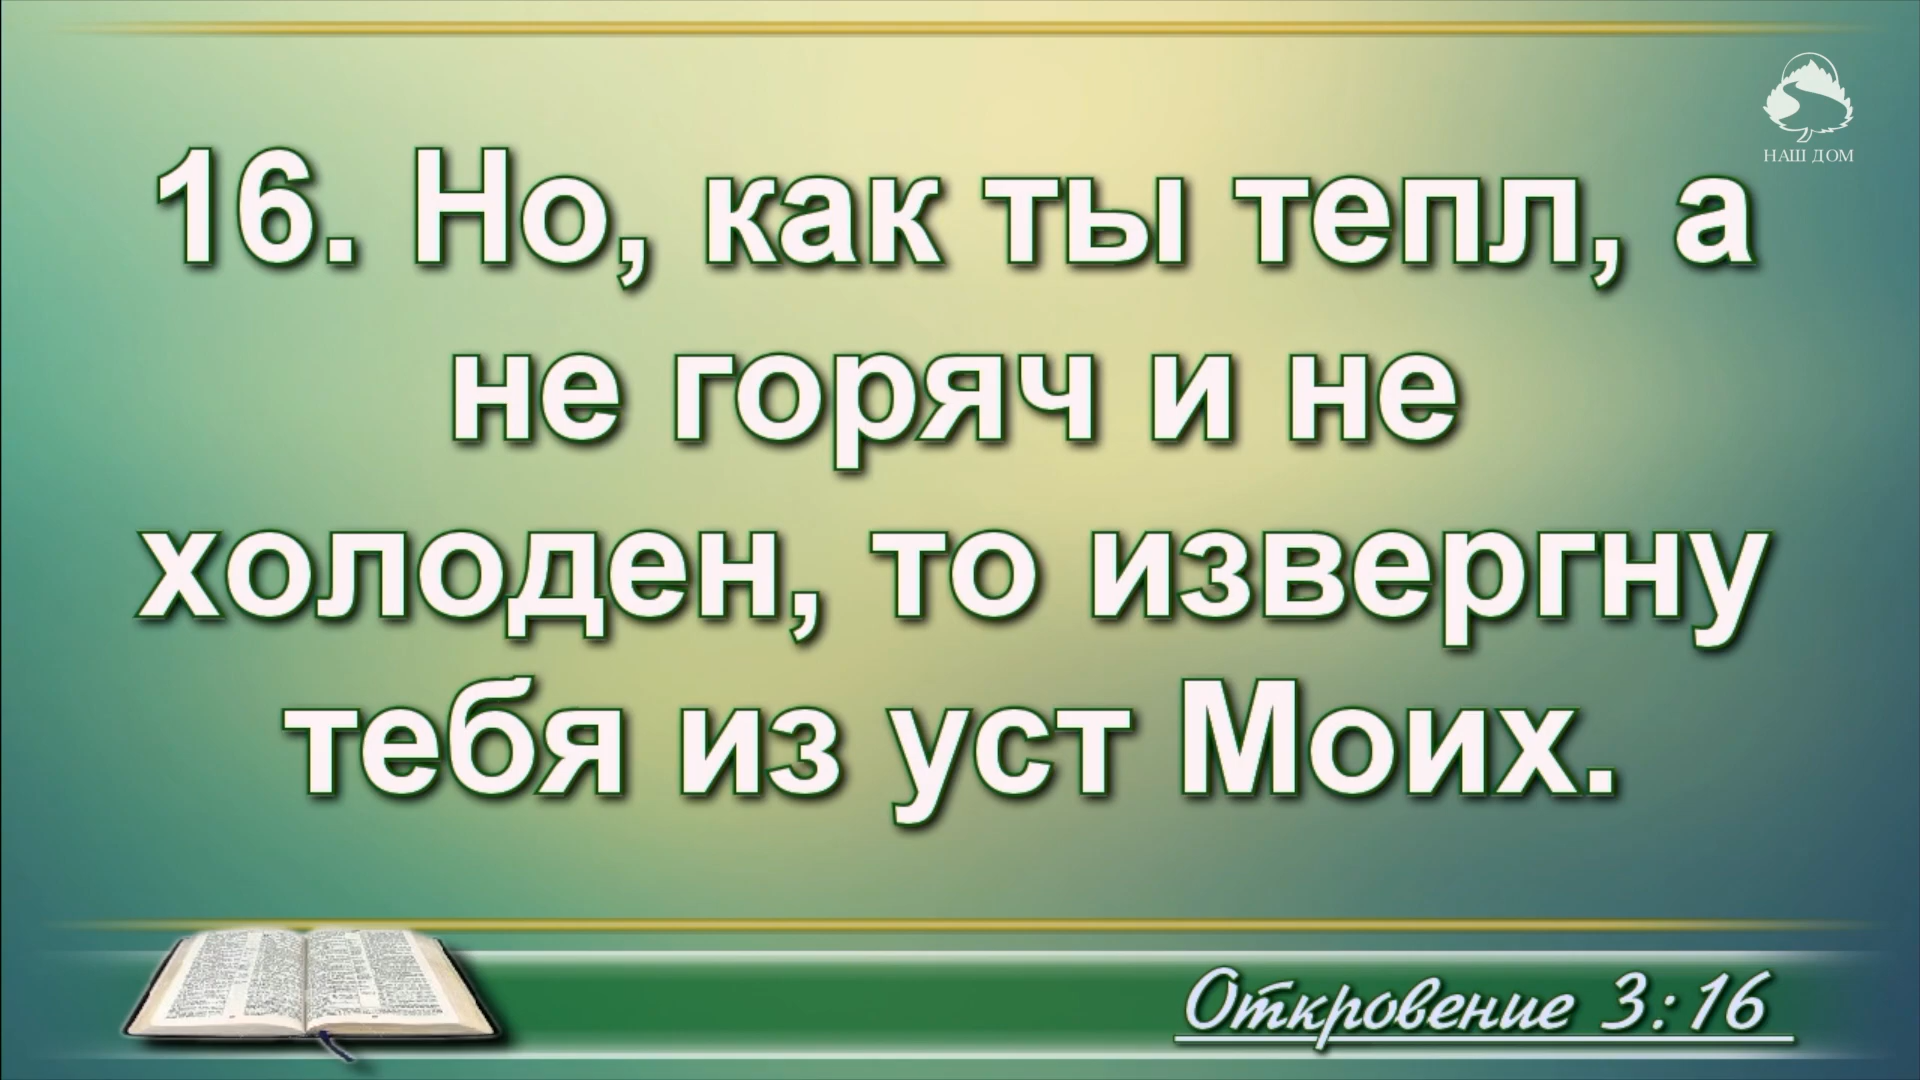 НАШ ДОМ
16. Но, как ты тепл, а
не горяч и не
холоден, то извергну
тебя из уст Моих.
Откровение 3:16